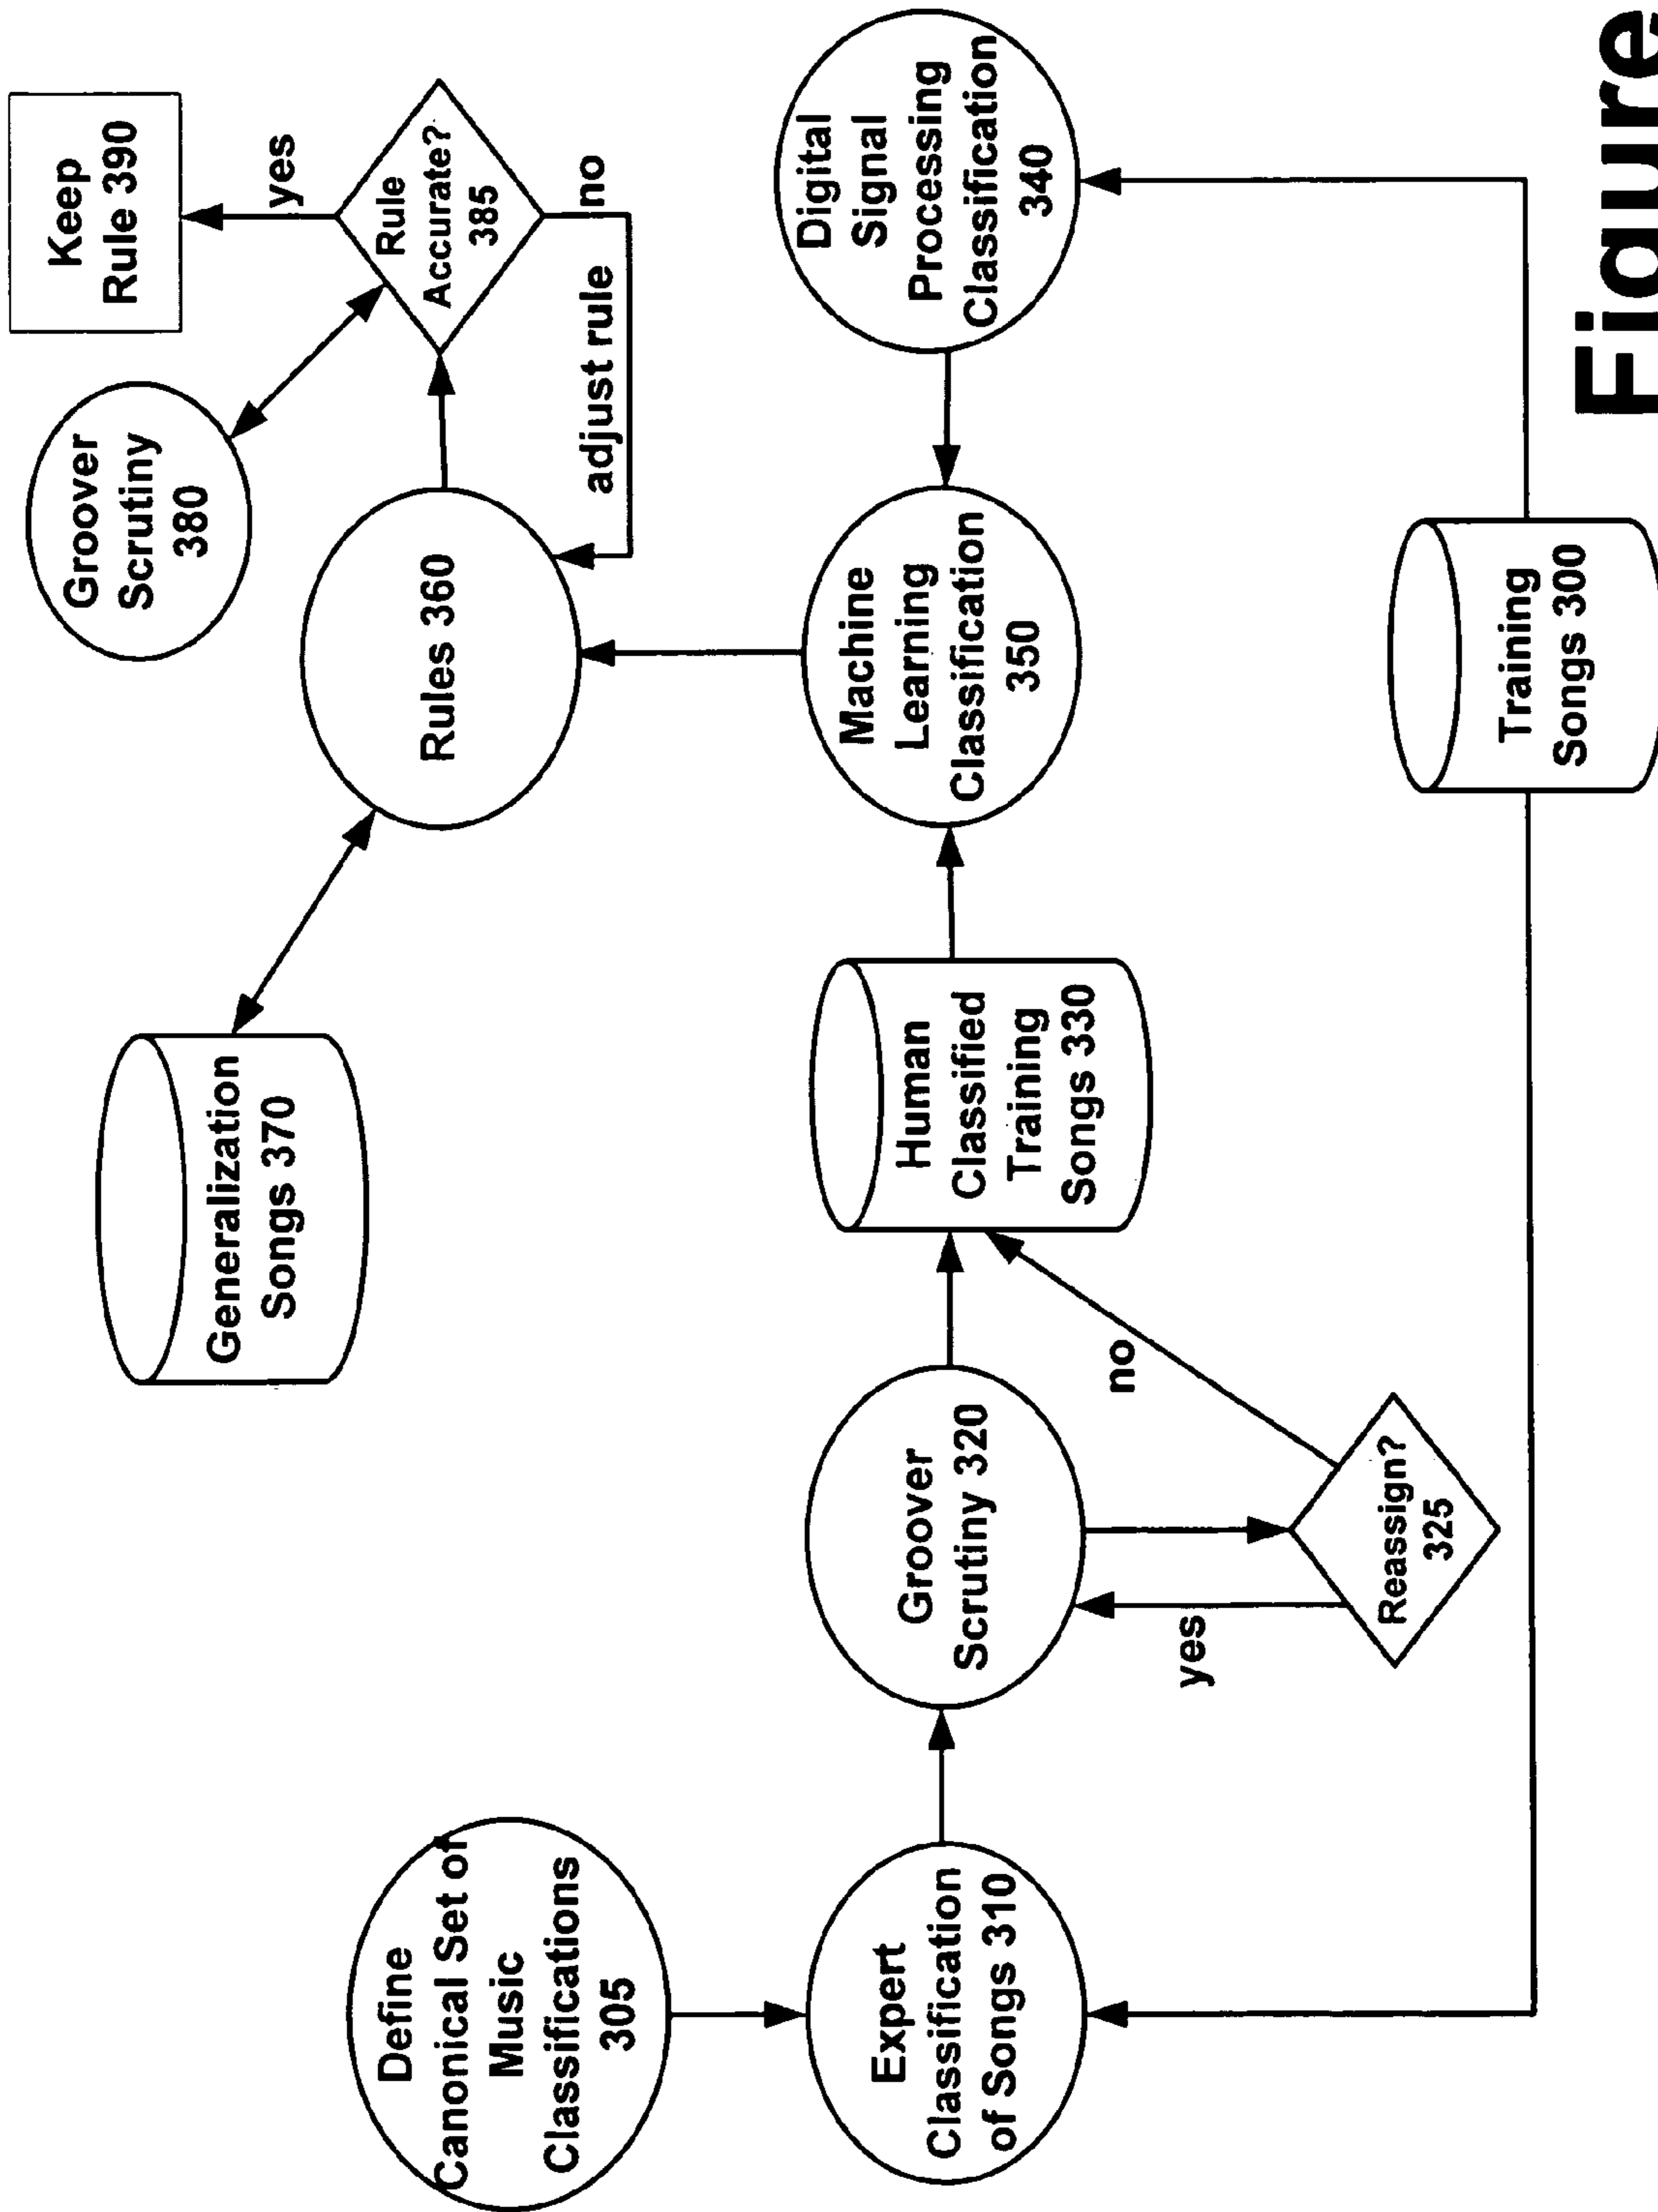 Define
Canonical Set of
Music
Classifications
305
Expert
Classification
of Songs 310
Groover
Scrutiny 320
yes
no
Reassign?
325
Human
Classified
Training
Songs 330
Generalization
Songs 370
Machine
Learning
Classification
350
Rules 360
Digital
Signal
Processing
Classification
340
Groover
Scrutiny
380
Rule
Accurate?
385
yes
no
adjust rule
Keep
Rule 390
Training
Songs 300
Figure